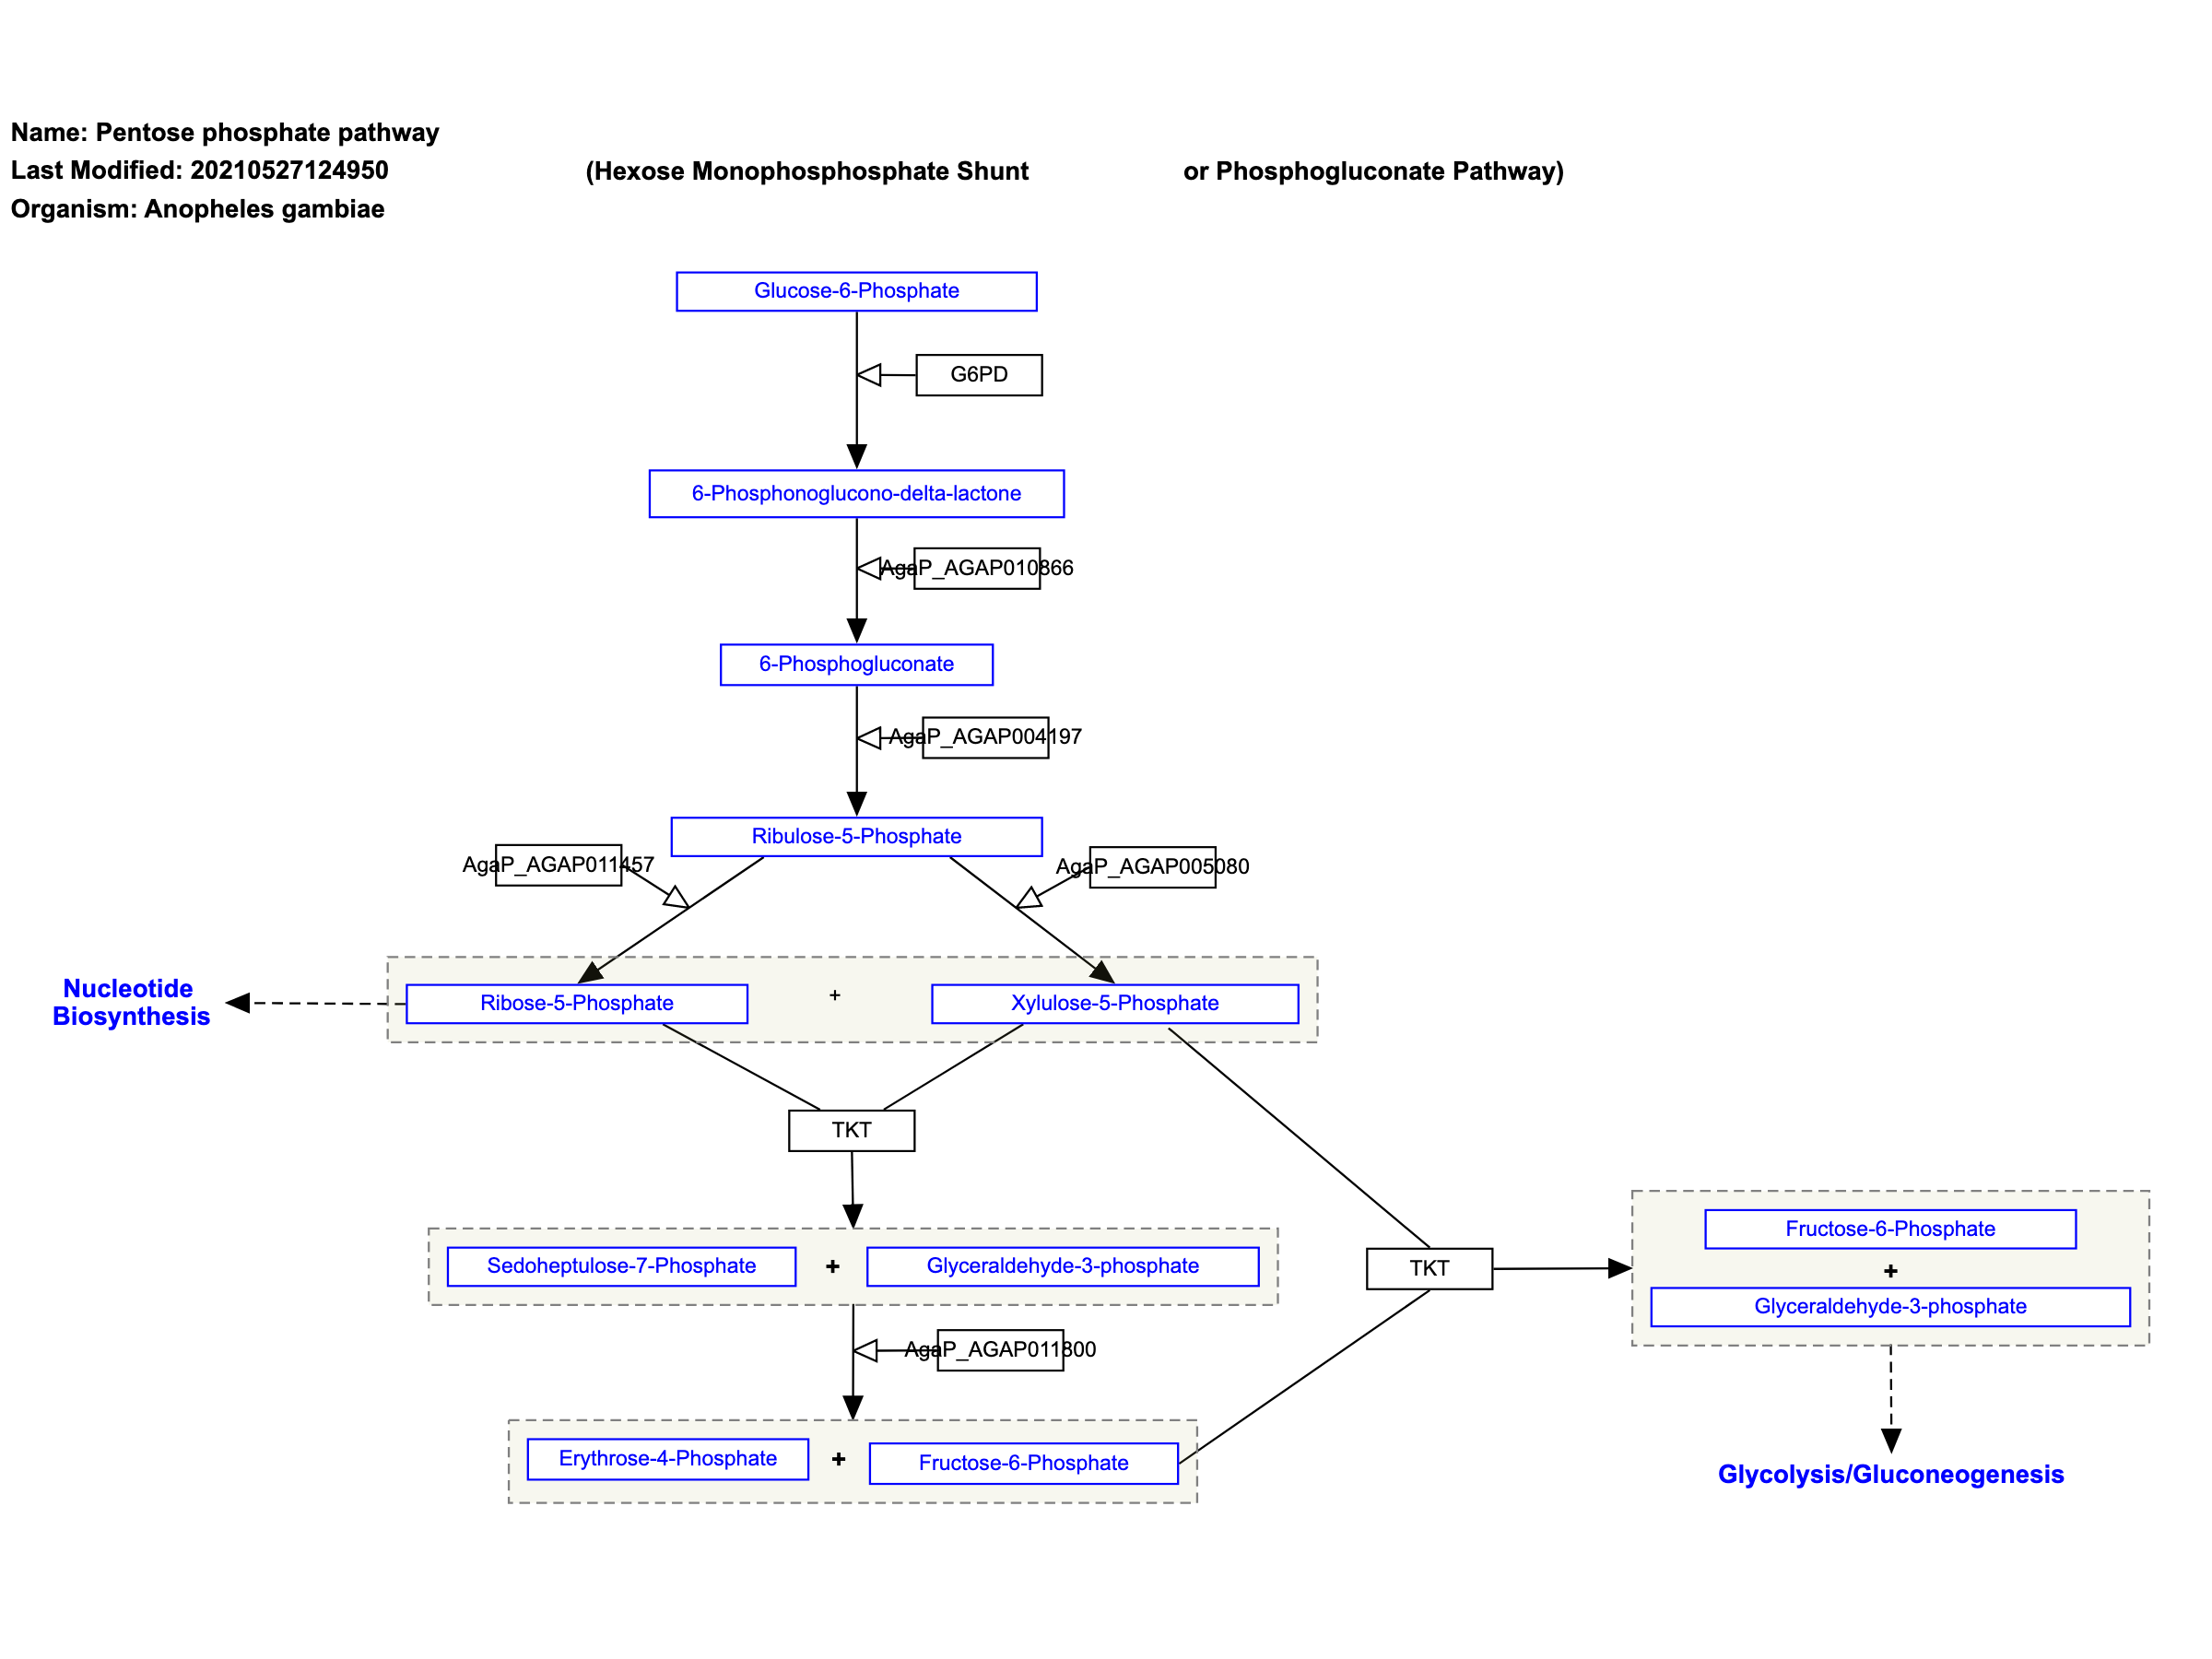 Name: Pentose phosphate pathway
Last Modified: 20210527124950
(Hexose Monophosphosphate Shunt
or Phosphogluconate Pathway)
Organism: Anopheles gambiae
Glucose-6-Phosphate
G6PD
6-Phosphonoglucono-delta-lactone
AgaP_AGAP010866
6-Phosphogluconate
AgaP_AGAP004197
Ribulose-5-Phosphate
AgaP_AGAP011457
AgaP_AGAP005080
Nucleotide
Biosynthesis
Ribose-5-Phosphate
+
Xylulose-5-Phosphate
TKT
Sedoheptulose-7-Phosphate
+
Glyceraldehyde-3-phosphate
TKT
Fructose-6-Phosphate
+
Glyceraldehyde-3-phosphate
AgaP_AGAP011800
Erythrose-4-Phosphate
+
Fructose-6-Phosphate
Glycolysis/Gluconeogenesis